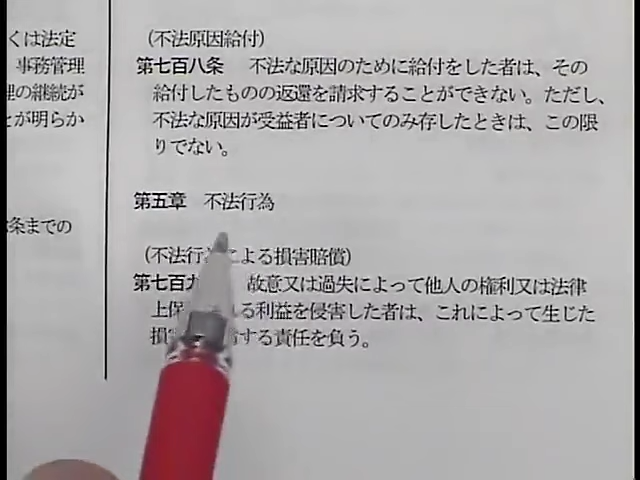 くは法定
事務管理
理の継続が
とが明らか
条までの
(不法原因給付)
第七百八条 不法な原因のために給付をした者は、その
給付したものの返還を請求することができない。ただし、
不法な原因が受益者についてのみ存したときは、この限
りでない。
第五章 不法行為
(不法行 による損害賠償)
第七百九 故意又は過失によって他人の権利又は法律
上保 る利益を侵害した者は、これによって生じた
損 する責任を負う。